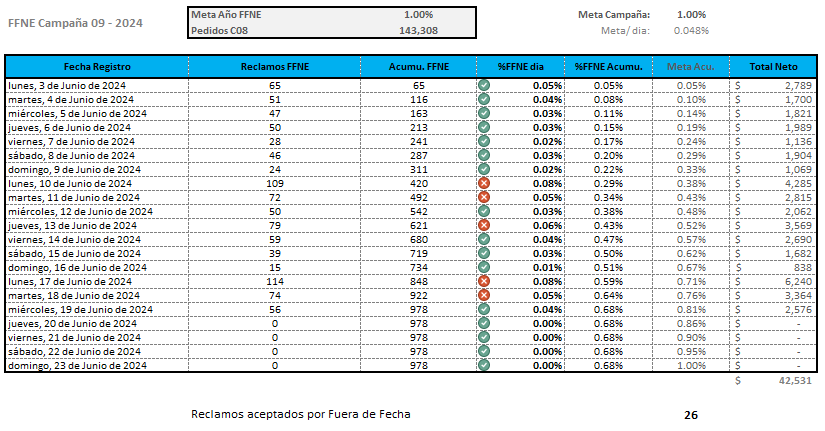 FFNE Campaña 09 - 2024
Meta Año FFNE 1.00%
Pedidos C08 143,308
Meta Campaña: 1.00%
Meta/ dia: 0.048%
Fecha Registro Reclamos FFNE Acumu. FFNE %FFNE dia %FFNE Acumu. Meta Acu. Total Neto
lunes, 3 de Junio de 2024 65 65 0.05% 0.05% 0.05% $ 2,789
martes, 4 de Junio de 2024 51 116 0.04% 0.08% 0.10% $ 1,700
miércoles, 5 de Junio de 2024 47 163 0.03% 0.11% 0.14% $ 1,821
jueves, 6 de Junio de 2024 50 213 0.03% 0.15% 0.19% $ 1,989
viernes, 7 de Junio de 2024 28 241 0.02% 0.17% 0.24% $ 1,136
sábado, 8 de Junio de 2024 46 287 0.03% 0.20% 0.29% $ 1,904
domingo, 9 de Junio de 2024 24 311 0.02% 0.22% 0.33% $ 1,069
lunes, 10 de Junio de 2024 109 420 0.08% 0.29% 0.38% $ 4,285
martes, 11 de Junio de 2024 72 492 0.05% 0.34% 0.43% $ 2,815
miércoles, 12 de Junio de 2024 50 542 0.03% 0.38% 0.48% $ 2,062
jueves, 13 de Junio de 2024 79 621 0.06% 0.43% 0.52% $ 3,569
viernes, 14 de Junio de 2024 59 680 0.04% 0.47% 0.57% $ 2,690
sábado, 15 de Junio de 2024 39 719 0.03% 0.50% 0.62% $ 1,682
domingo, 16 de Junio de 2024 15 734 0.01% 0.51% 0.67% $ 838
lunes, 17 de Junio de 2024 114 848 0.08% 0.59% 0.71% $ 6,240
martes, 18 de Junio de 2024 74 922 0.05% 0.64% 0.76% $ 3,364
miércoles, 19 de Junio de 2024 56 978 0.04% 0.68% 0.81% $ 2,576
jueves, 20 de Junio de 2024 0 978 0.00% 0.68% 0.86% $ -
viernes, 21 de Junio de 2024 0 978 0.00% 0.68% 0.90% $ -
sábado, 22 de Junio de 2024 0 978 0.00% 0.68% 0.95% $ -
domingo, 23 de Junio de 2024 0 978 0.00% 0.68% 1.00% $ -
$ 42,531
Reclamos aceptados por Fuera de Fecha 26